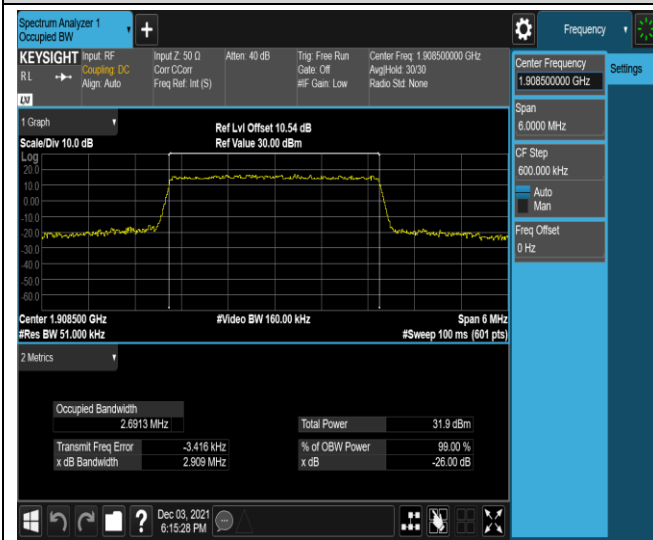 Spectrum Analyzer 1
Occupied BW
+
Frequency
KEYSIGHT
RL
LXI
Input: RF
Coupling: DC
Align: Auto
Input Z: 50 Ω
Corr CCorr
Freq Ref: Int (S)
Atten: 40 dB
Trig: Free Run
Gate: Off
#IF Gain: Low
Center Freq: 1.908500000 GHz
Avg|Hold: 30/30
Radio Std: None
Center Frequency
1.908500000 GHz
Settings
Span
6.0000 MHz
CF Step
600.000 kHz
Auto
Man
Freq Offset
0 Hz
1 Graph
Scale/Div 10.0 dB
Ref Lvl Offset 10.54 dB
Ref Value 30.00 dBm
Log
20.0
10.0
0.00
-10.0
-20.0
-30.0
-40.0
-50.0
-60.0
Center 1.908500 GHz
#Video BW 160.00 kHz
Span 6 MHz
#Res BW 51.000 kHz
#Sweep 100 ms (601 pts)
2 Metrics
Occupied Bandwidth
2.6913 MHz
Total Power 31.9 dBm
Transmit Freq Error -3.416 kHz
% of OBW Power 99.00 %
x dB Bandwidth 2.909 MHz
x dB -26.00 dB
?
Dec 03, 2021
6:15:28 PM